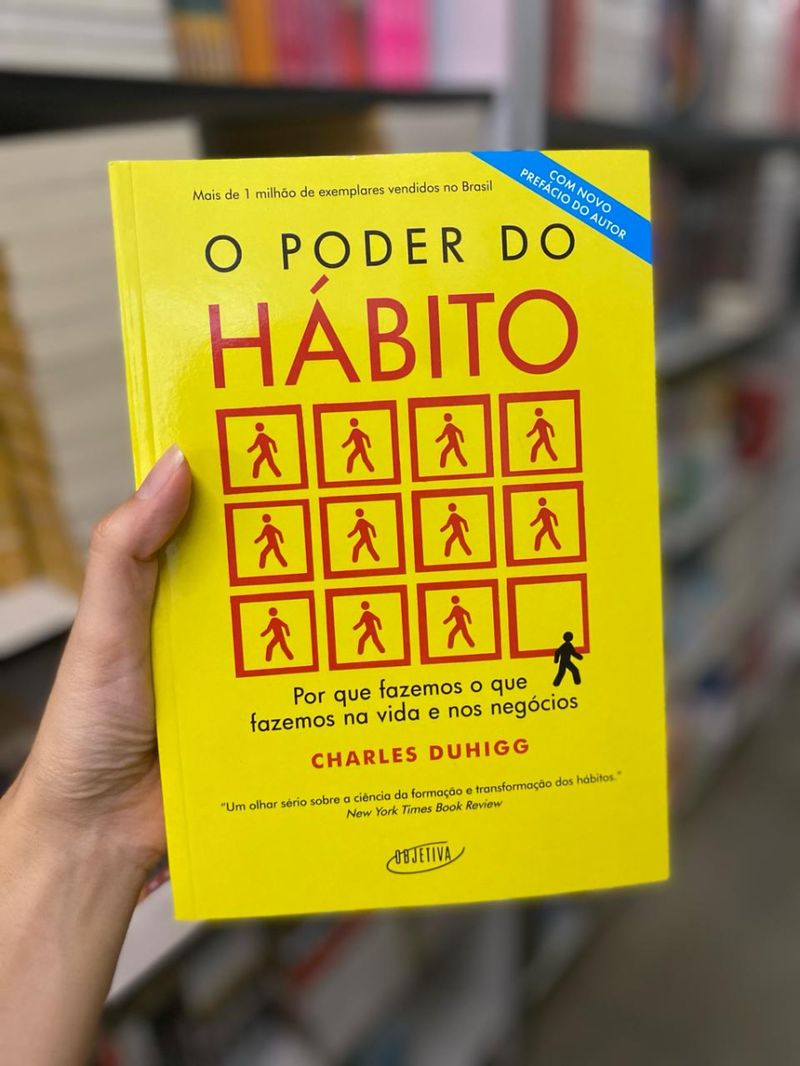 Mais de 1 milhão de exemplares vendidos no Brasil
COM NOVO
PREFÁCIO DO AUTOR
O PODER DO
HÁBITO
Por que fazemos o que
fazemos na vida e nos negócios
CHARLES DUHIGG
“Um olhar sério sobre a ciência da formação e transformação dos hábitos.”
New York Times Book Review
OBJETIVA